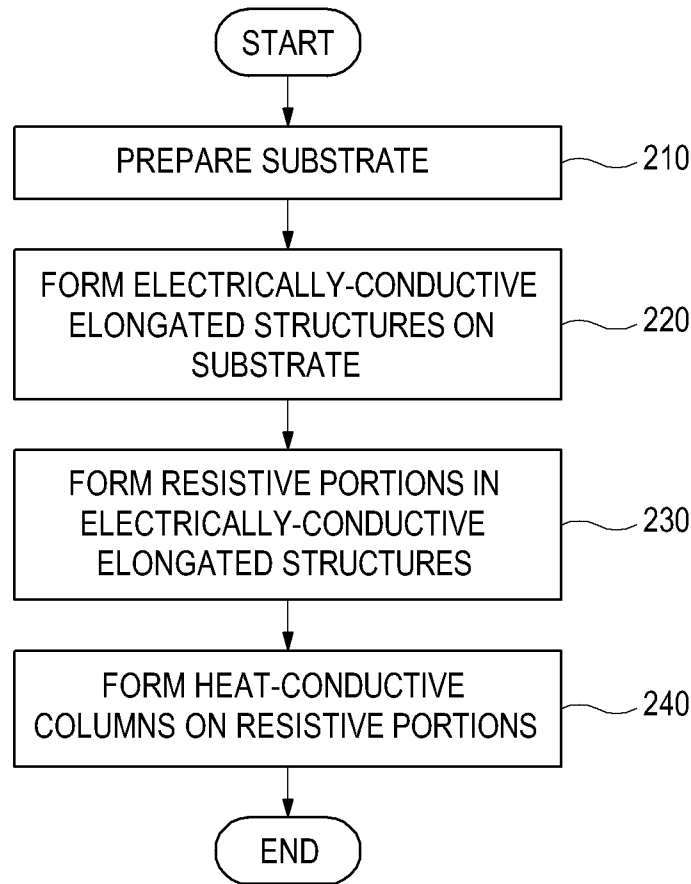 START
PREPARE SUBSTRATE
210
FORM ELECTRICALLY-CONDUCTIVE
ELONGATED STRUCTURES ON
SUBSTRATE
220
FORM RESISTIVE PORTIONS IN
ELECTRICALLY-CONDUCTIVE
ELONGATED STRUCTURES
230
FORM HEAT-CONDUCTIVE
COLUMNS ON RESISTIVE PORTIONS
240
END